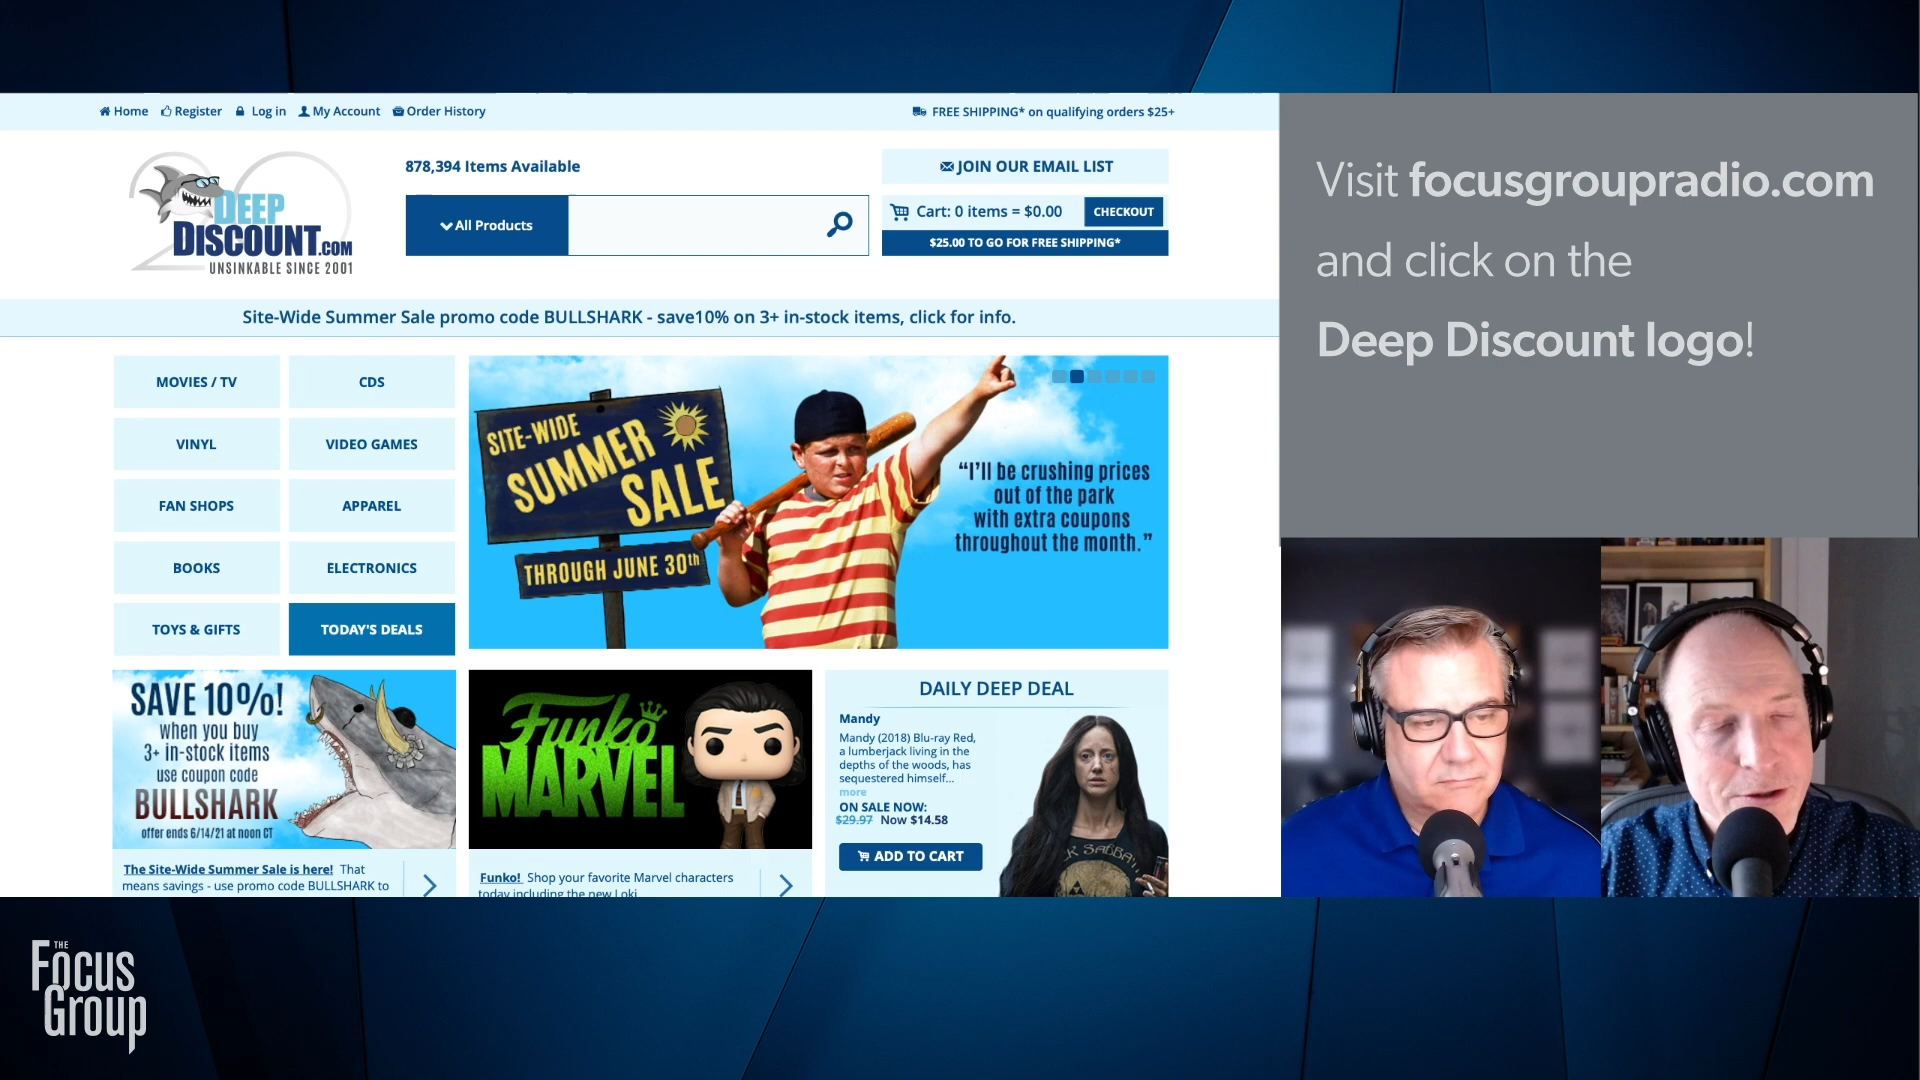 Home Register Log in My Account Order History
FREE SHIPPING* on qualifying orders $25+
DEEP
DISCOUNT.COM
UNSINKABLE SINCE 2001
878,394 Items Available
All Products
JOIN OUR EMAIL LIST
Cart: 0 items = $0.00 CHECKOUT
$25.00 TO GO FOR FREE SHIPPING*
Site-Wide Summer Sale promo code BULLSHARK - save10% on 3+ in-stock items, click for info.
MOVIES / TV
CDS
VINYL
VIDEO GAMES
FAN SHOPS
APPAREL
BOOKS
ELECTRONICS
TOYS & GIFTS
TODAY'S DEALS
SITE-WIDE
SUMMER
SALE
THROUGH JUNE 30th
“I’ll be crushing prices
out of the park
with extra coupons
throughout the month.”
SAVE 10%!
when you buy
3+ in-stock items
use coupon code
BULLSHARK
offer ends 6/14/21 at noon CT
The Site-Wide Summer Sale is here! That
means savings - use promo code BULLSHARK to
Funko
MARVEL
Funko! Shop your favorite Marvel characters
today including the new Loki
DAILY DEEP DEAL
Mandy
Mandy (2018) Blu-ray Red,
a lumberjack living in the
depths of the woods, has
sequestered himself...
more
ON SALE NOW:
$29.97 Now $14.58
ADD TO CART
Visit focusgroupradio.com
and click on the
Deep Discount logo!
THE
Focus
Group